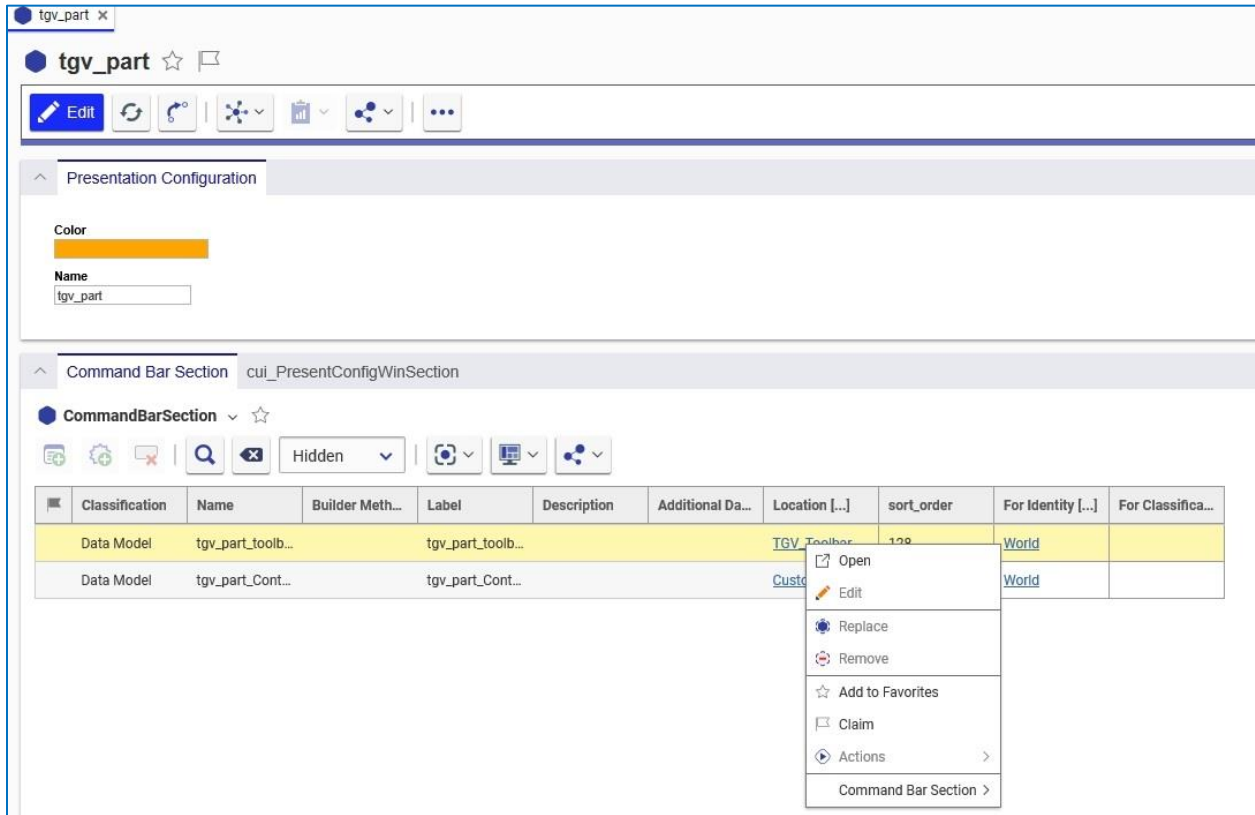 tgv_part ×
tgv_part
Edit
Presentation Configuration
Color
Name
tgv_part
Command Bar Section cui_PresentConfigWinSection
CommandBarSection
Hidden
Classification Name Builder Meth... Label Description Additional Da... Location [...] sort_order For Identity [...] For Classifica...
Data Model tgv_part_toolb... tgv_part_toolb... TGV_Toolbar 128 World
Data Model tgv_part_Cont... tgv_part_Cont... World
Open
Edit
Replace
Remove
Add to Favorites
Claim
Actions >
Command Bar Section >